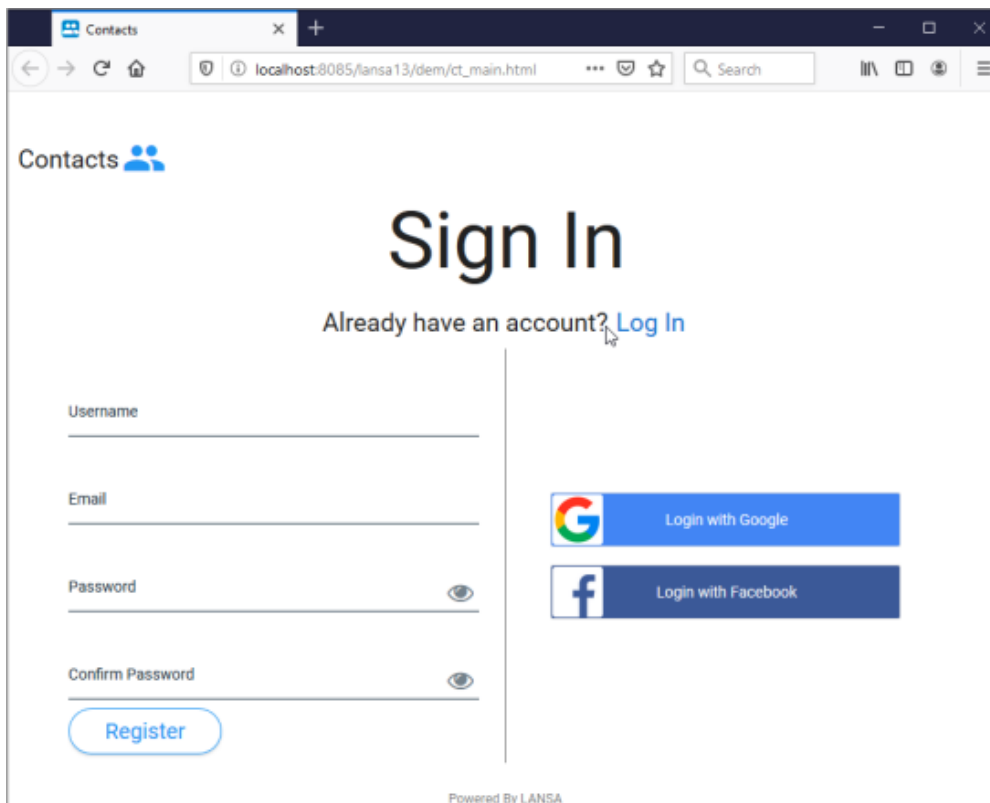 Contacts
localhost:8085/lansa13/dem/ct_main.html
Search
Contacts
Sign In
Already have an account? Log In
Username
Email
Password
Confirm Password
Register
Login with Google
Login with Facebook
Powered By LANSA